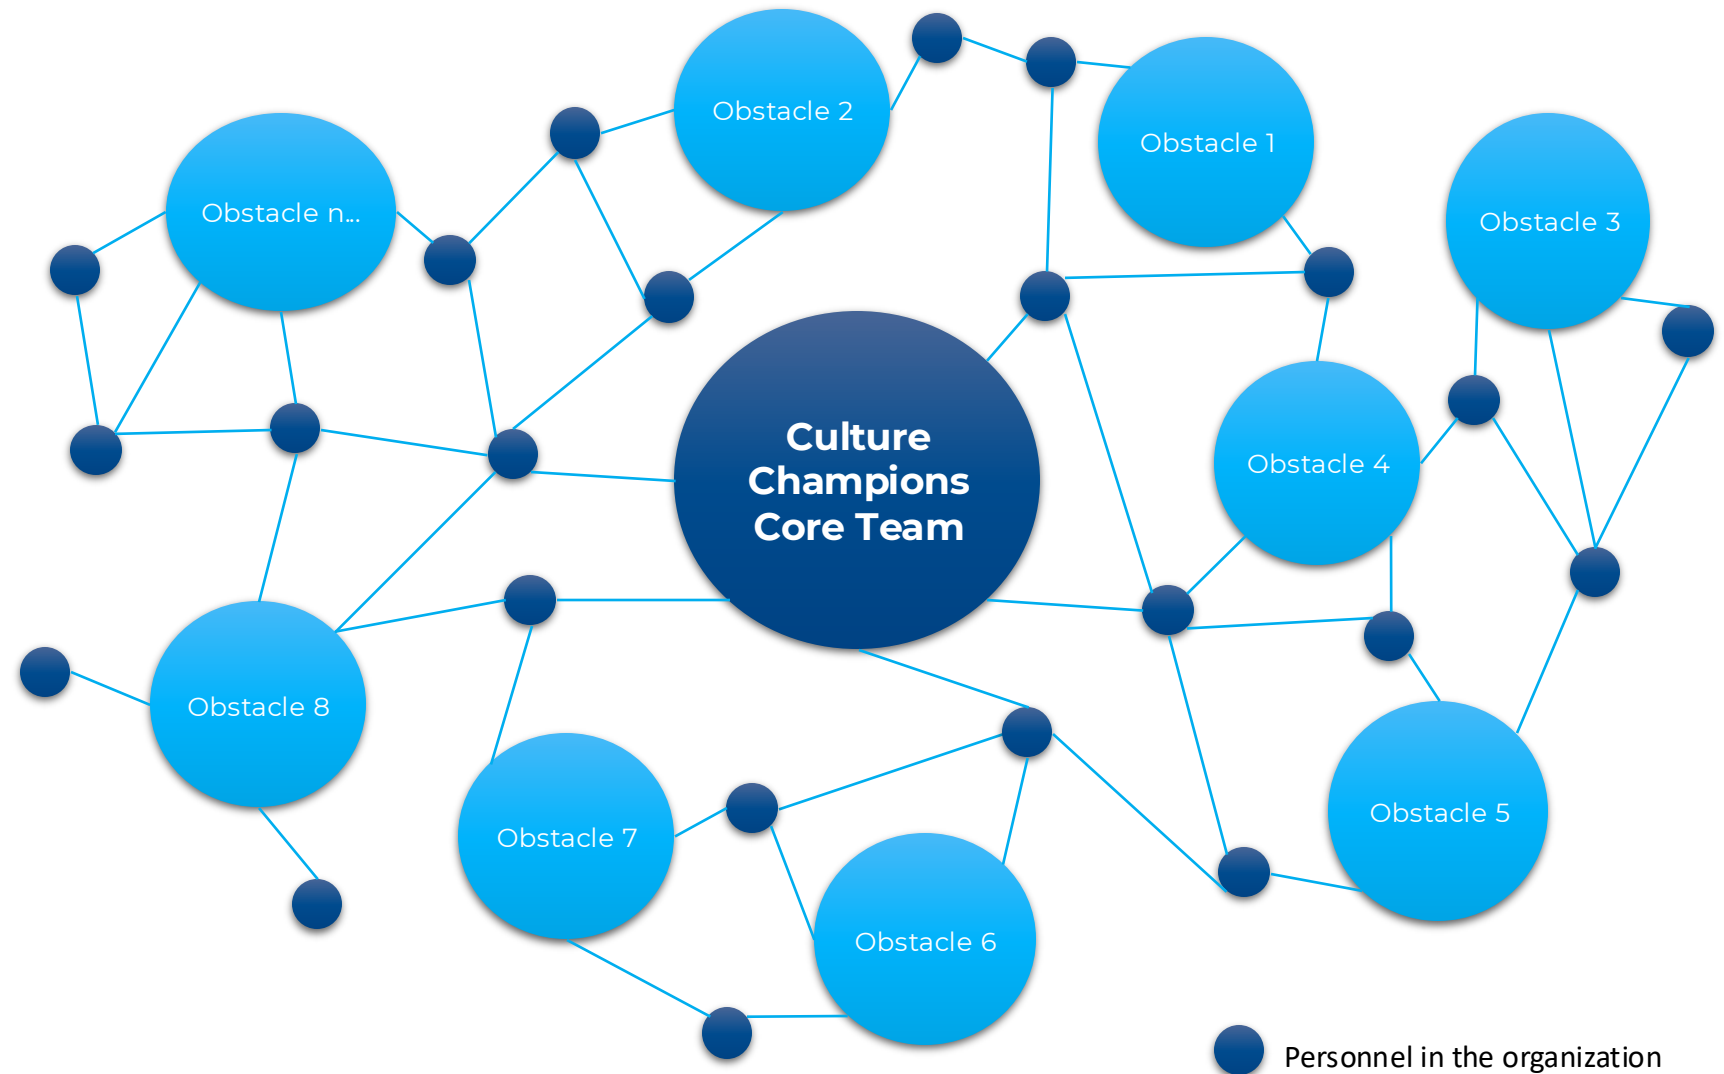 Obstacle 2
Obstacle 1
Obstacle n...
Obstacle 3
Culture
Champions
Core Team
Obstacle 4
Obstacle 8
Obstacle 7
Obstacle 5
Obstacle 6
Personnel in the organization